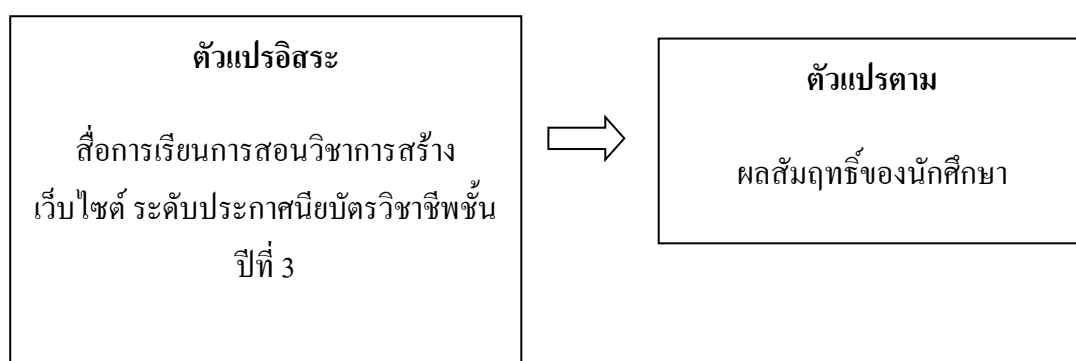 ตัวแปรอิสระ
สื่อการเรียนการสอนวิชาการสร้าง
เว็บไซต์ ระดับประกาศนียบัตรวิชาชีพชั้น
ปีที่ 3
ตัวแปรตาม
ผลสัมฤทธิ์ของนักศึกษา